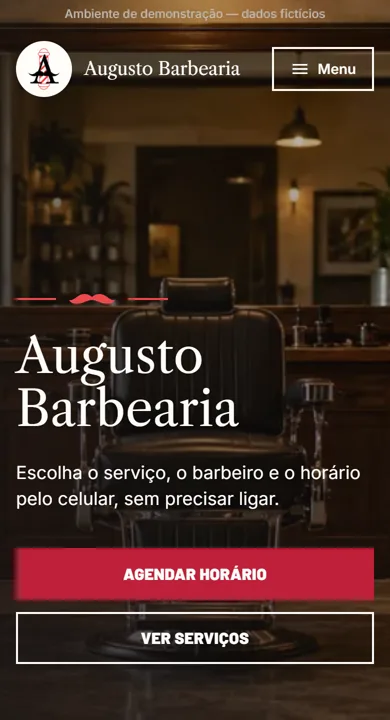 Ambiente de demonstração — dados fictícios
A
Augusto Barbearia
Menu
Augusto
Barbearia
Escolha o serviço, o barbeiro e o horário
pelo celular, sem precisar ligar.
AGENDAR HORÁRIO
VER SERVIÇOS